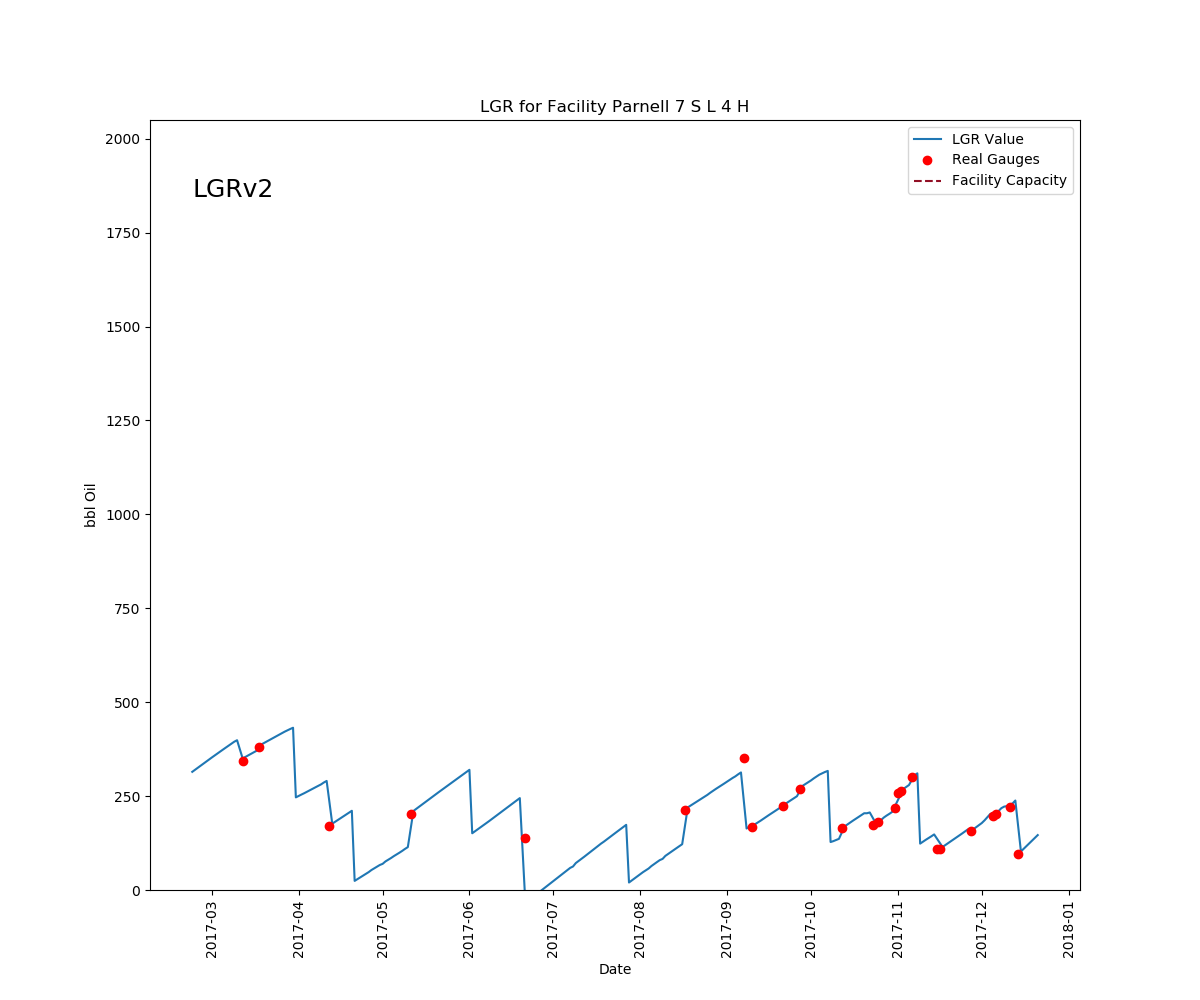 LGR for Facility Parnell 7 S L 4 H
LGRv2
LGR Value
Real Gauges
Facility Capacity
bbl Oil
2000
1750
1500
1250
1000
750
500
250
0
2017-03
2017-04
2017-05
2017-06
2017-07
2017-08
2017-09
2017-10
2017-11
2017-12
2018-01
Date